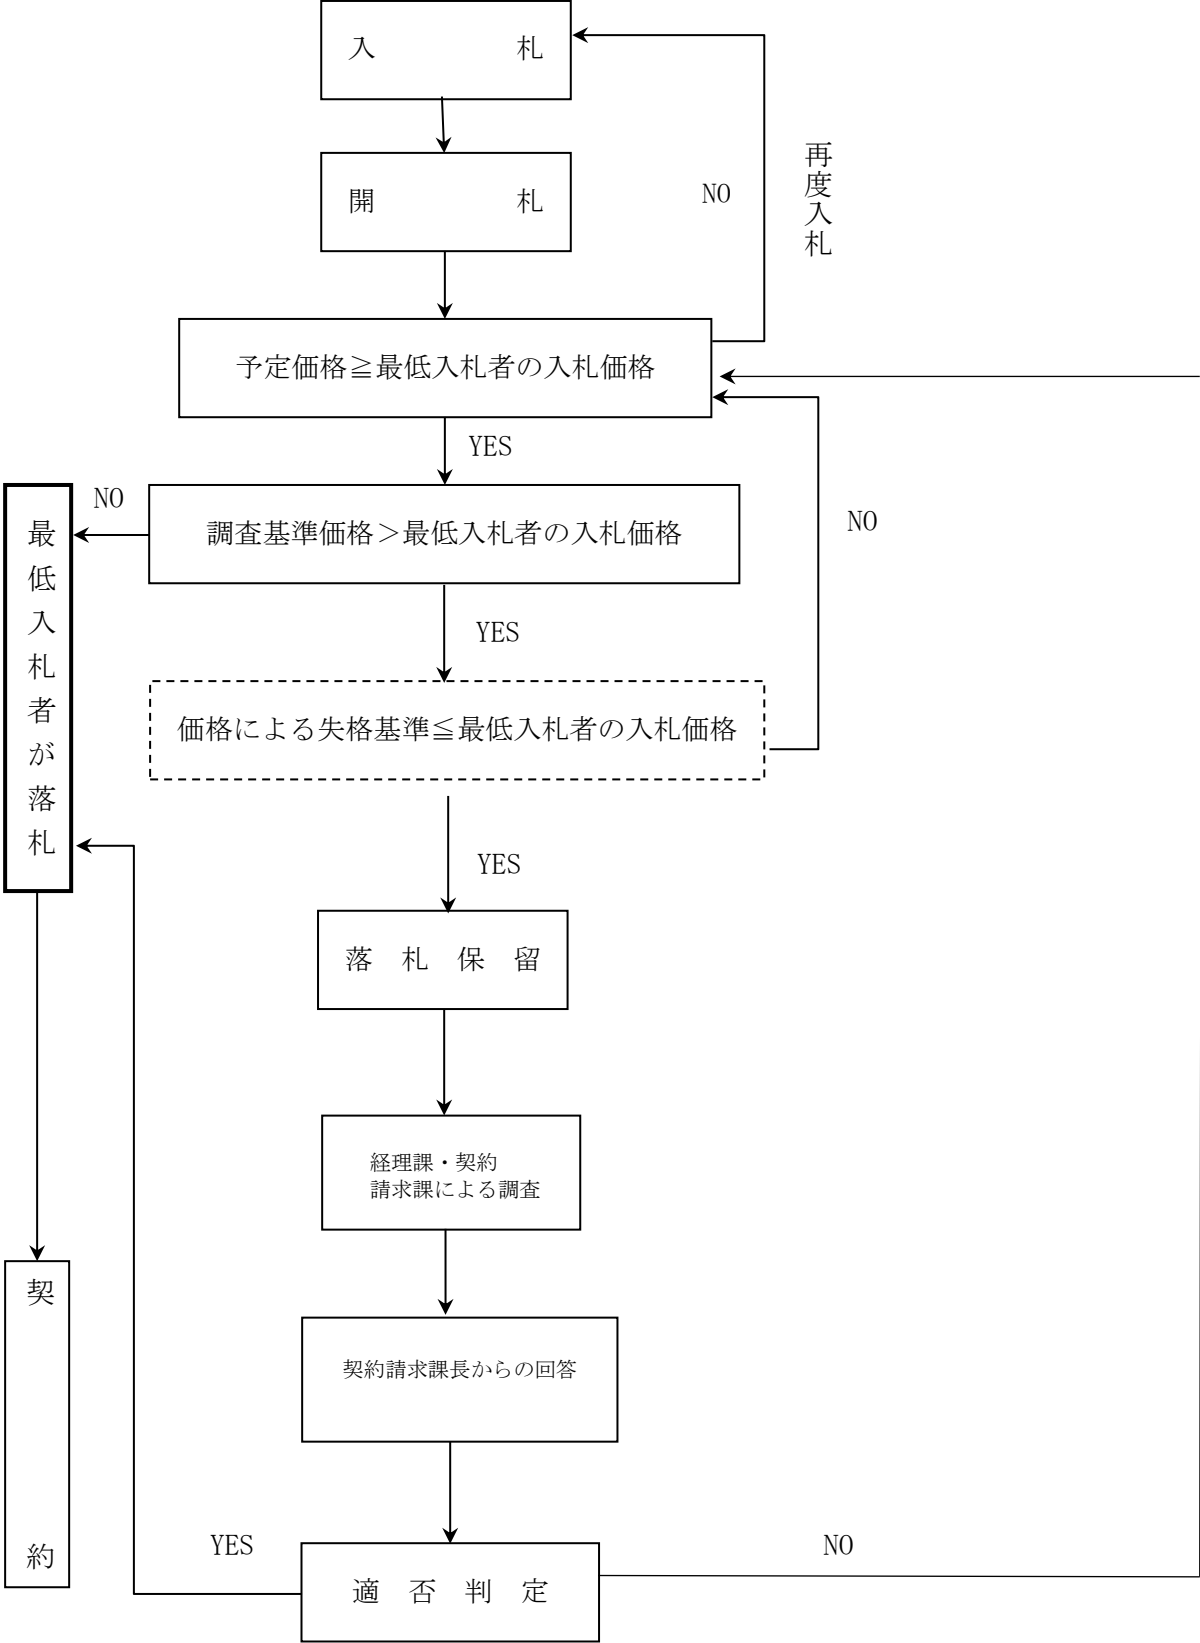 入　　　　　札
開　　　　　札
NO
再度入札
予定価格≧最低入札者の入札価格
YES
NO
調査基準価格＞最低入札者の入札価格
NO
最低入札者が落札
YES
価格による失格基準≦最低入札者の入札価格
YES
落　札　保　留
経理課・契約
請求課による調査
契約請求課長からの回答
契　　　　　約
YES
NO
適　否　判　定